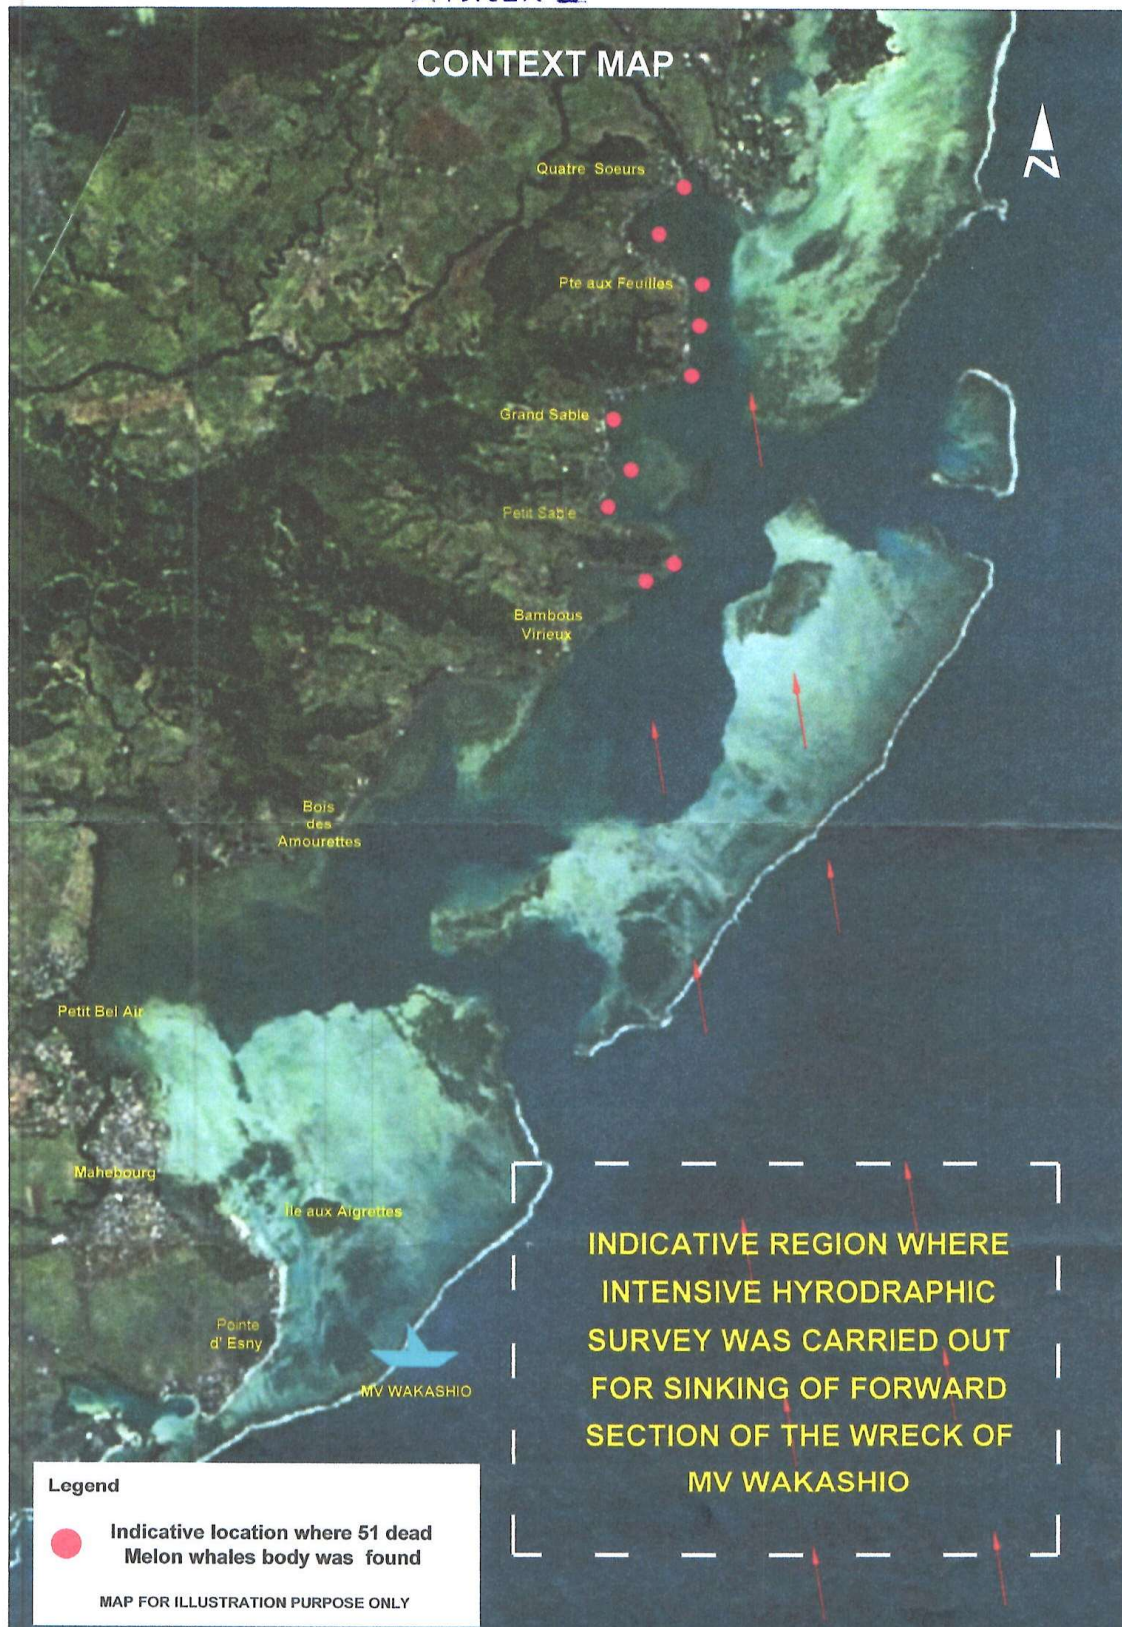 CONTEXT MAP
N
Quatre Soeurs
Pte aux Feuilles
Grand Sable
Petit Sable
Bambous
Virieux
Bois
des
Amourettes
Petit Bel Air
Mahebourg
Ile aux Aigrettes
Pointe
d' Esny
MV WAKASHIO
INDICATIVE REGION WHERE
INTENSIVE HYRODRAPHIC
SURVEY WAS CARRIED OUT
FOR SINKING OF FORWARD
SECTION OF THE WRECK OF
MV WAKASHIO
Legend
Indicative location where 51 dead
Melon whales body was found
MAP FOR ILLUSTRATION PURPOSE ONLY